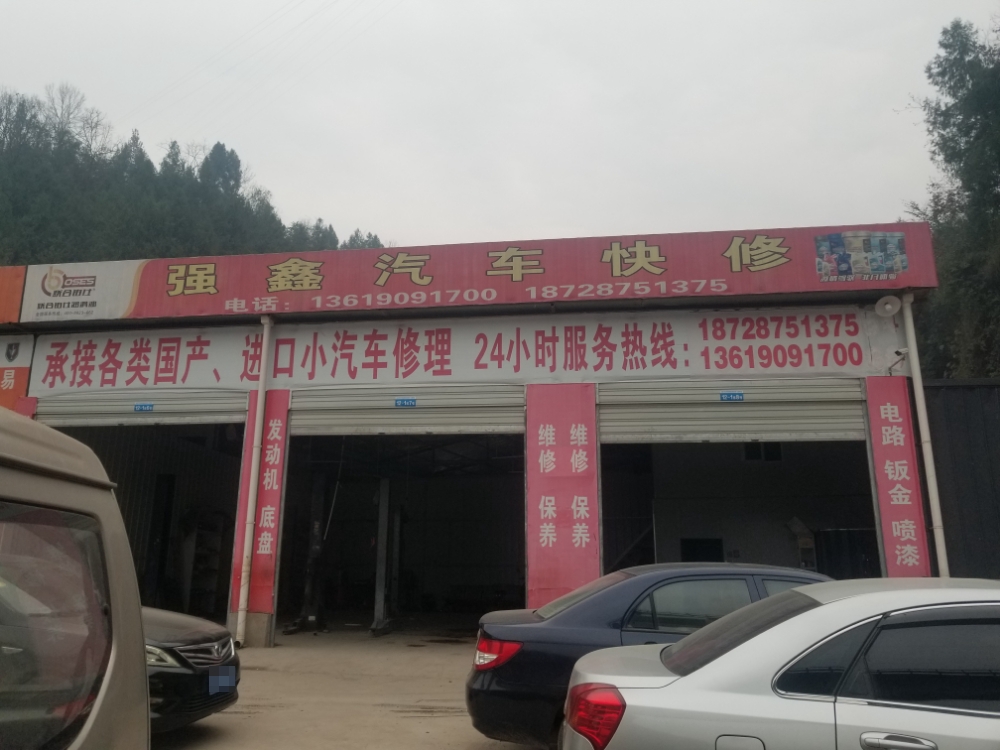 强鑫汽车快修
电话：13619091700 18728751375
承接各类国产、进口小汽车修理 24小时服务热线：
18728751375
13619091700
发动机 底盘
维修 保养
维修 保养
电路 钣金 喷漆
易